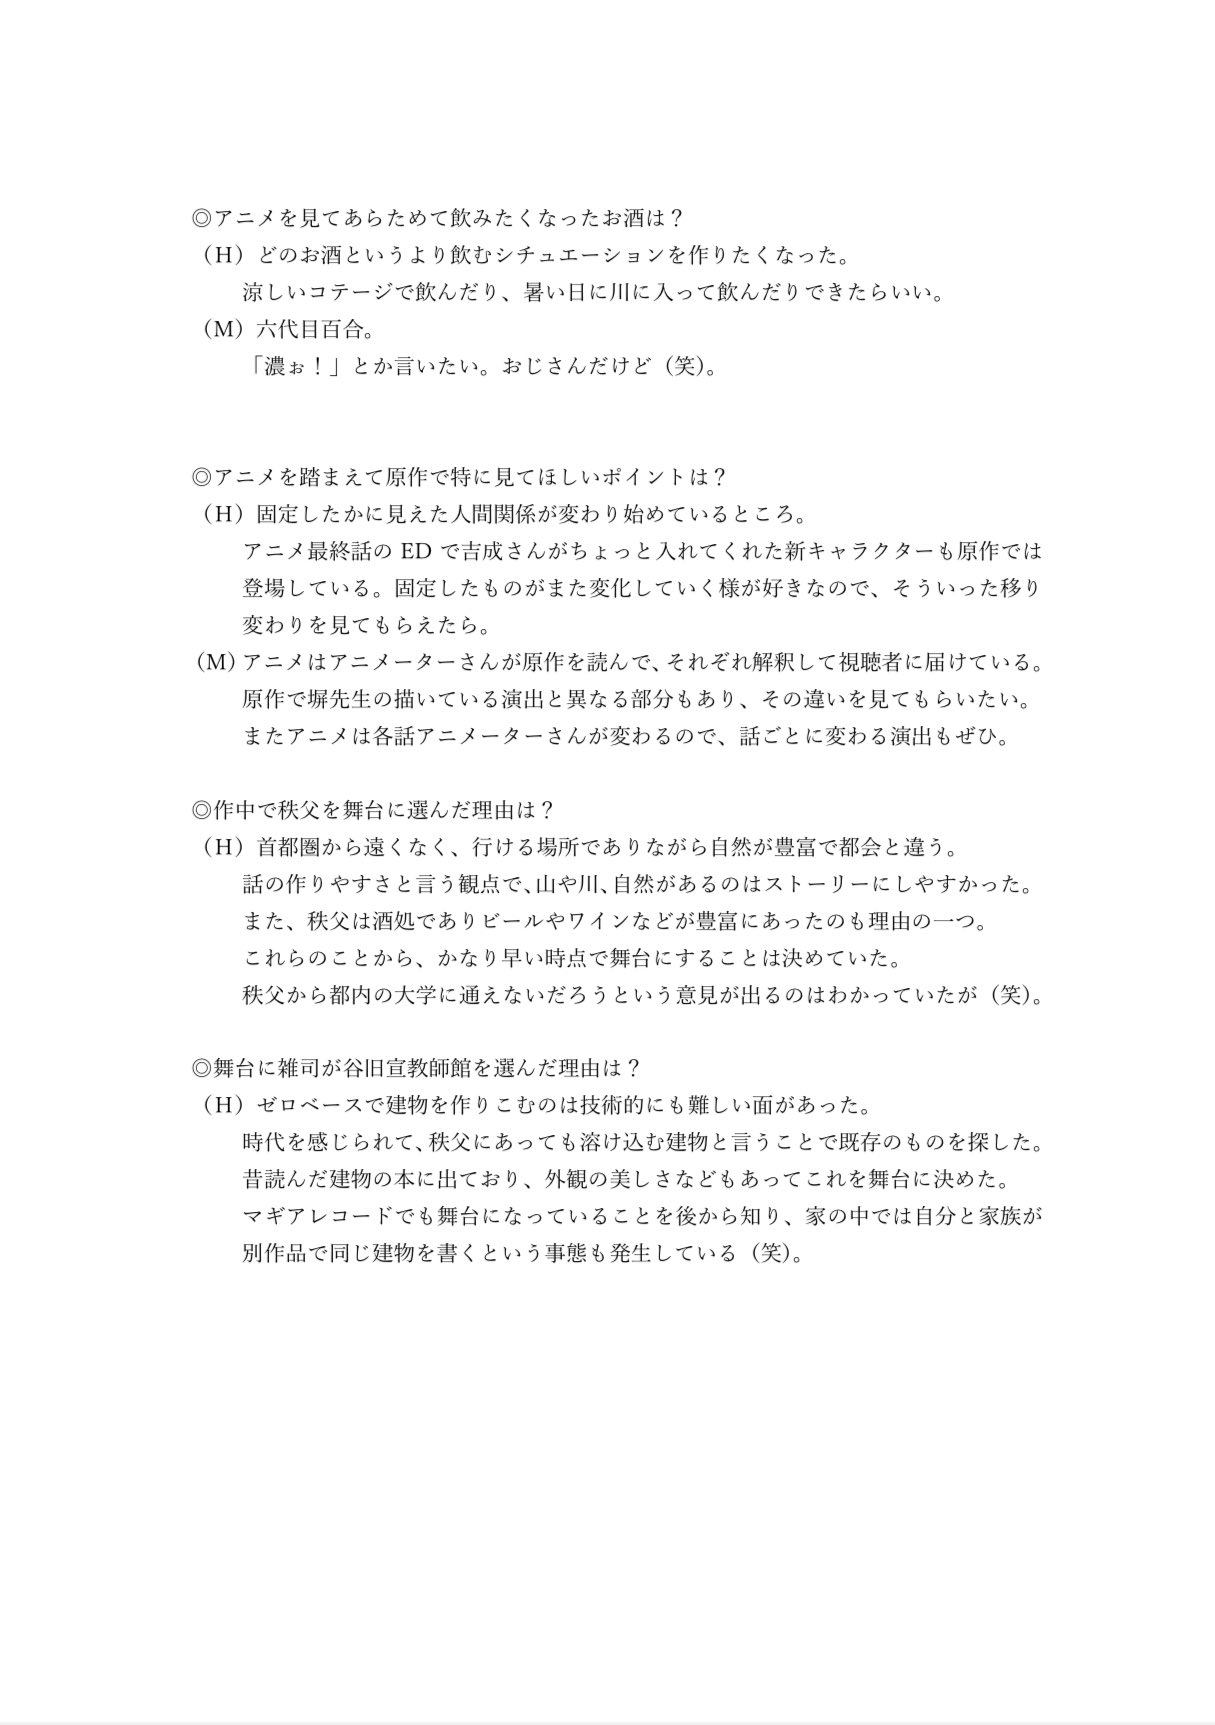 ◎アニメを見てあらためて飲みたくなったお酒は？
（H）どのお酒というより飲むシチュエーションを作りたくなった。
涼しいコテージで飲んだり、暑い日に川に入って飲んだりできたらいい。
（M）六代目百合。
「濃ぉ！」とか言いたい。おじさんだけど（笑）。
◎アニメを踏まえて原作で特に見てほしいポイントは？
（H）固定したかに見えた人間関係が変わり始めているところ。
アニメ最終話の ED で吉成さんがちょっと入れてくれた新キャラクターも原作では
登場している。固定したものがまた変化していく様が好きなので、そういった移り
変わりを見てもらえたら。
（M）アニメはアニメーターさんが原作を読んで、それぞれ解釈して視聴者に届けている。
原作で塀先生の描いている演出と異なる部分もあり、その違いを見てもらいたい。
またアニメは各話アニメーターさんが変わるので、話ごとに変わる演出もぜひ。
◎作中で秩父を舞台に選んだ理由は？
（H）首都圏から遠くなく、行ける場所でありながら自然が豊富で都会と違う。
話の作りやすさと言う観点で、山や川、自然があるのはストーリーにしやすかった。
また、秩父は酒処でありビールやワインなどが豊富にあったのも理由の一つ。
これらのことから、かなり早い時点で舞台にすることは決めていた。
秩父から都内の大学に通えないだろうという意見が出るのはわかっていたが（笑）。
◎舞台に雑司が谷旧宣教師館を選んだ理由は？
（H）ゼロベースで建物を作りこむのは技術的にも難しい面があった。
時代を感じられて、秩父にあっても溶け込む建物と言うことで既存のものを探した。
昔読んだ建物の本に出ており、外観の美しさなどもあってこれを舞台に決めた。
マギアレコードでも舞台になっていることを後から知り、家の中では自分と家族が
別作品で同じ建物を書くという事態も発生している（笑）。